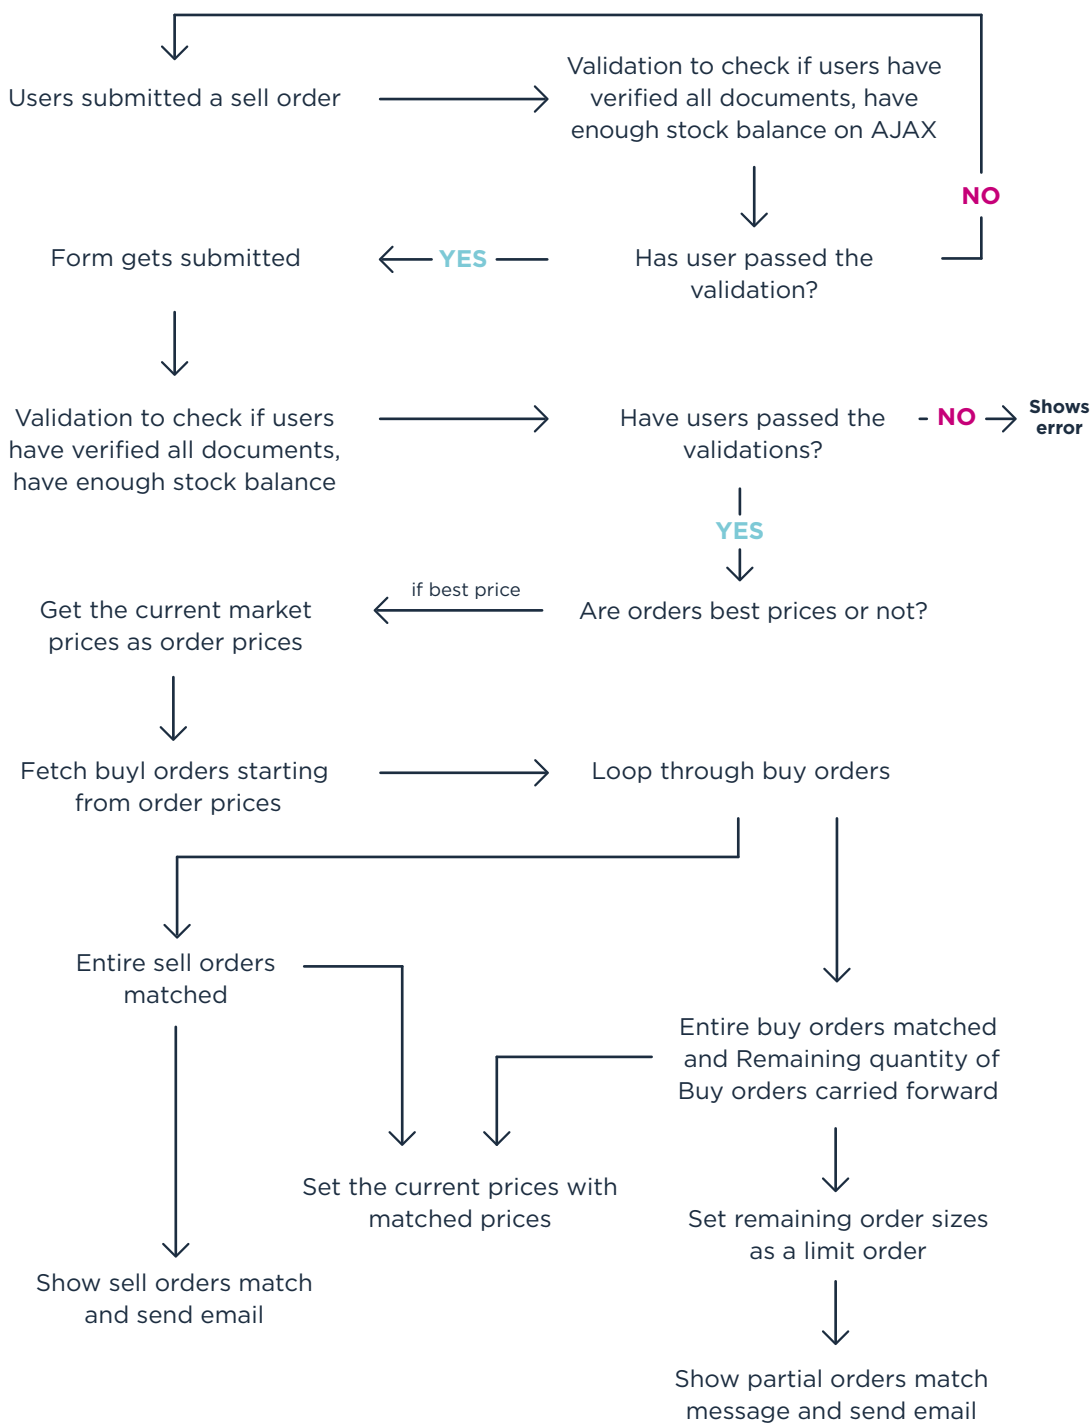 Users submitted a sell order
Validation to check if users have
verified all documents, have
enough stock balance on AJAX
NO
Form gets submitted
YES
Has user passed the
validation?
Validation to check if users
have verified all documents,
have enough stock balance
Have users passed the
validations?
NO
Shows
error
YES
if best price
Get the current market
prices as order prices
Are orders best prices or not?
Fetch buyl orders starting
from order prices
Loop through buy orders
Entire sell orders
matched
Entire buy orders matched
and Remaining quantity of
Buy orders carried forward
Set the current prices with
matched prices
Set remaining order sizes
as a limit order
Show sell orders match
and send email
Show partial orders match
message and send email